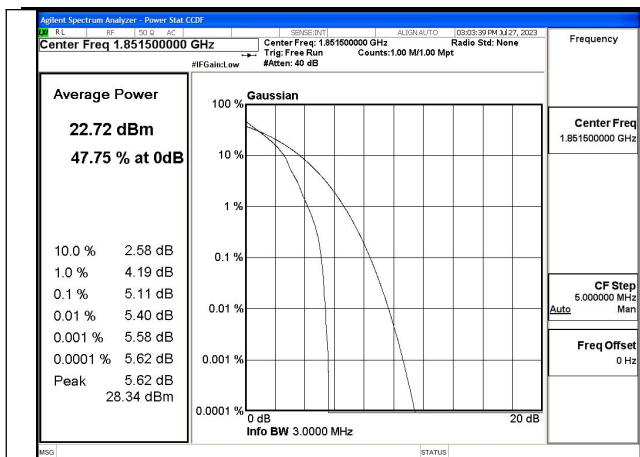 Agilent Spectrum Analyzer - Power Stat CCDF
RL RF 50 Ω AC SENSE:INT ALIGN AUTO 03:03:39 PM Jul 27, 2023
Center Freq 1.851500000 GHz
Center Freq: 1.851500000 GHz Radio Std: None
Trig: Free Run Counts:1.00 M/1.00 Mpt
#IFGain:Low #Atten: 40 dB
Frequency
Average Power
22.72 dBm
47.75 % at 0dB
10.0 % 2.58 dB
1.0 % 4.19 dB
0.1 % 5.11 dB
0.01 % 5.40 dB
0.001 % 5.58 dB
0.0001 % 5.62 dB
Peak 5.62 dB
28.34 dBm
Gaussian
100 %
10 %
1 %
0.1 %
0.01 %
0.001 %
0.0001 %
0 dB 20 dB
Info BW 3.0000 MHz
Center Freq
1.851500000 GHz
CF Step
5.000000 MHz
Auto Man
Freq Offset
0 Hz
MSG STATUS